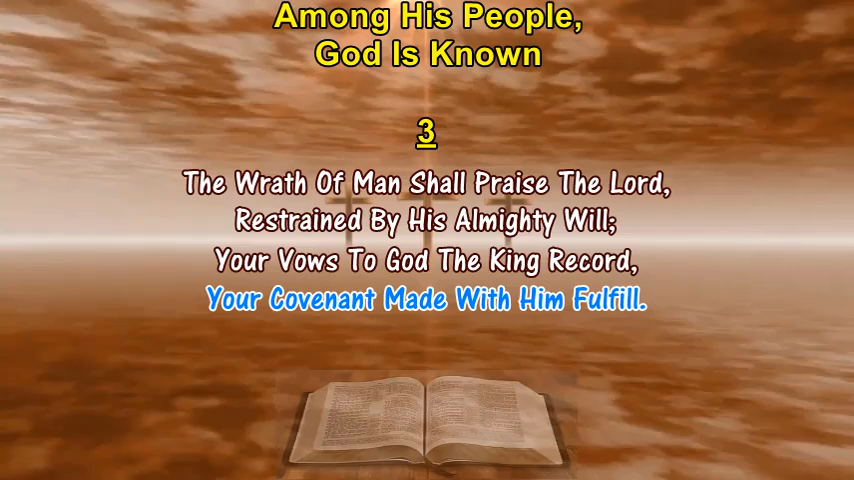 Among His People,
God Is Known
3
The Wrath Of Man Shall Praise The Lord,
Restrained By His Almighty Will;
Your Vows To God The King Record,
Your Covenant Made With Him Fulfill.